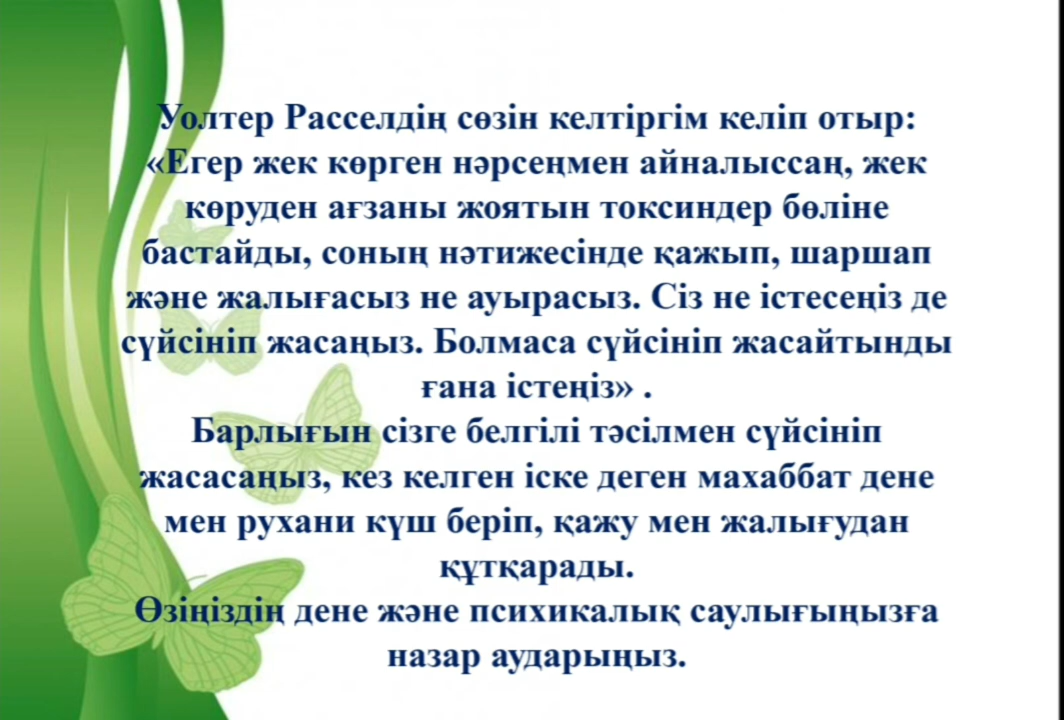 Уолтер Расселдің сөзін келтіргім келіп отыр:
«Егер жек көрген нәрсеңмен айналыссаң, жек
көруден ағзаны жоятын токсиндер бөліне
бастайды, соның нәтижесінде қажып, шаршап
және жалығасыз не ауырасыз. Сіз не істесеңіз де
сүйсініп жасаңыз. Болмаса сүйсініп жасайтынды
ғана істеңіз» .
Барлығын сізге белгілі тәсілмен сүйсініп
жасасаңыз, кез келген іске деген махаббат дене
мен рухани күш беріп, қажу мен жалығудан
құтқарады.
Өзіңіздің дене және психикалық саулығыңызға
назар аударыңыз.